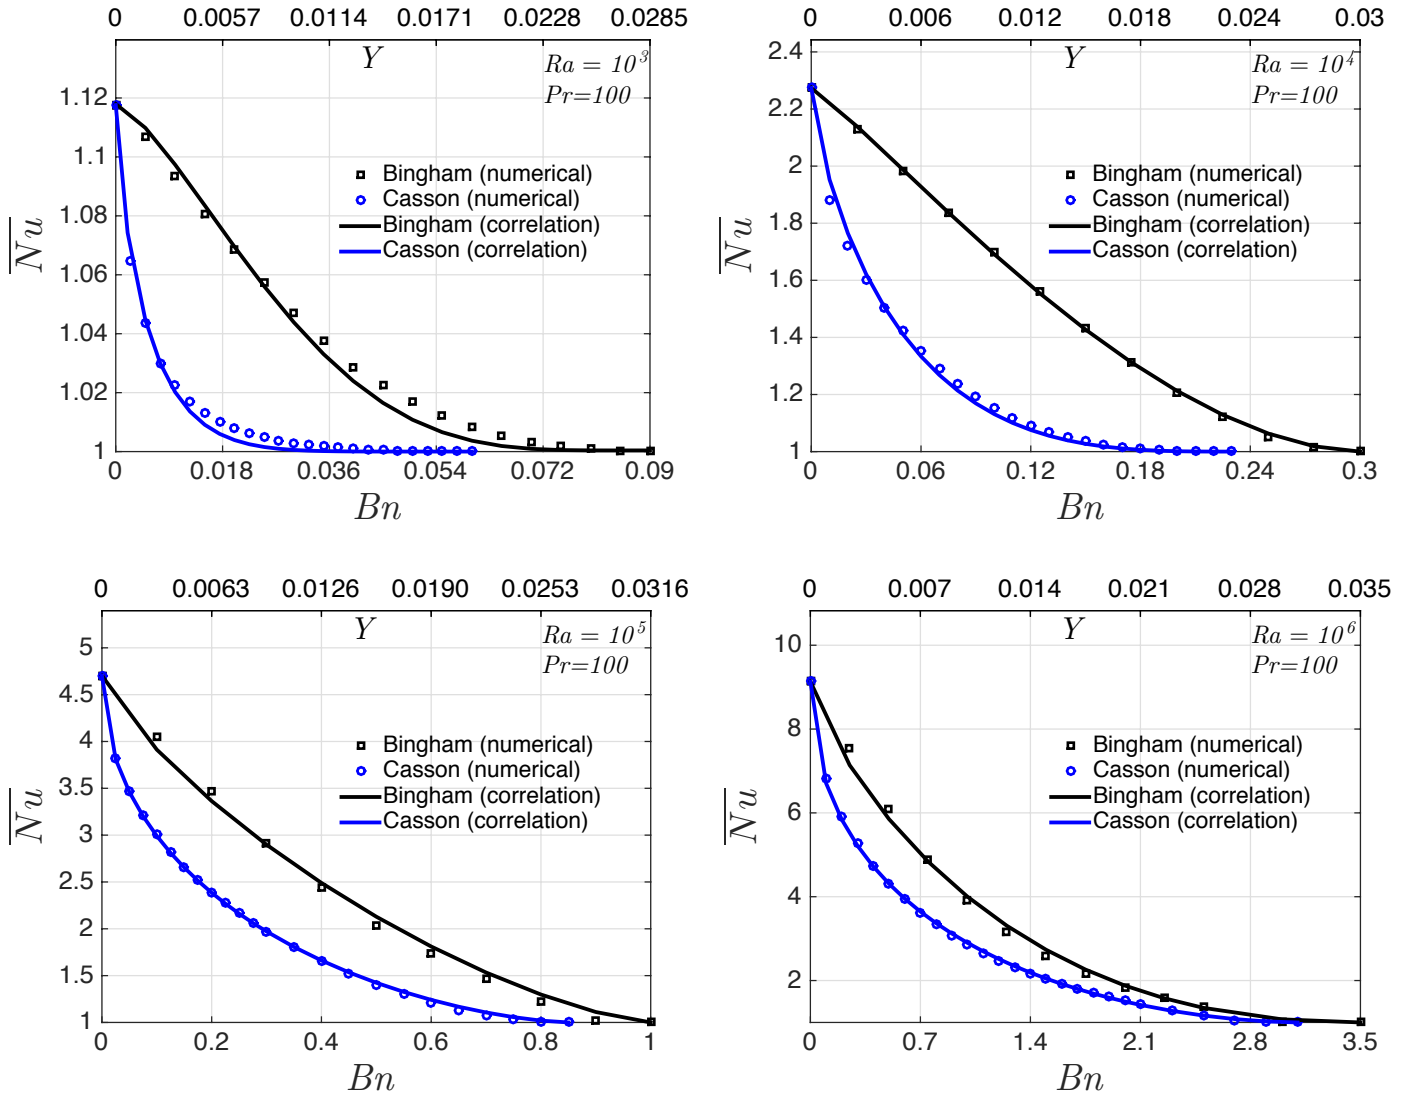 0 0.0057 0.0114 0.0171 0.0228 0.0285
Y
Ra = 10³
Pr=100
1.12
1.1
1.08
1.06
1.04
1.02
1
Nu
Bingham (numerical)
Casson (numerical)
Bingham (correlation)
Casson (correlation)
0 0.018 0.036 0.054 0.072 0.09
Bn
0 0.006 0.012 0.018 0.024 0.03
Y
Ra = 10⁴
Pr=100
2.4
2.2
2
1.8
1.6
1.4
1.2
1
Nu
Bingham (numerical)
Casson (numerical)
Bingham (correlation)
Casson (correlation)
0 0.06 0.12 0.18 0.24 0.3
Bn
0 0.0063 0.0126 0.0190 0.0253 0.0316
Y
Ra = 10⁵
Pr=100
5
4.5
4
3.5
3
2.5
2
1.5
1
Nu
Bingham (numerical)
Casson (numerical)
Bingham (correlation)
Casson (correlation)
0 0.2 0.4 0.6 0.8 1
Bn
0 0.007 0.014 0.021 0.028 0.035
Y
Ra = 10⁶
Pr=100
10
8
6
4
2
Nu
Bingham (numerical)
Casson (numerical)
Bingham (correlation)
Casson (correlation)
0 0.7 1.4 2.1 2.8 3.5
Bn